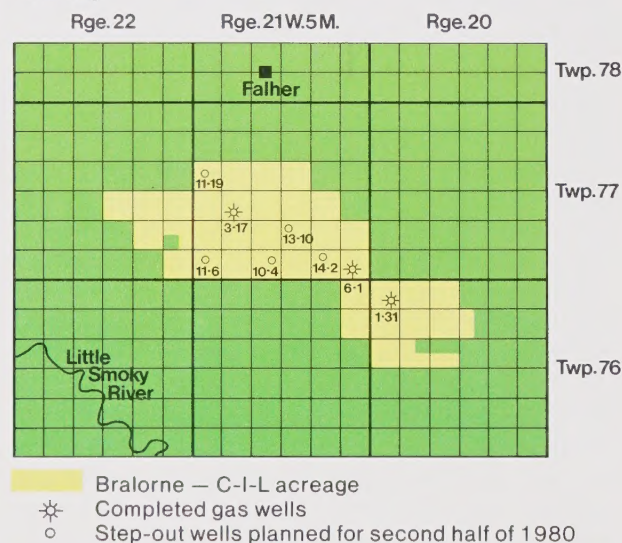 Rge.22 Rge.21W.5M. Rge.20
Twp.78
Falher
11-19
Twp.77
3-17
13-10
11-6 10-4 14-2
6-1
1-31
Little
Smoky
River
Twp.76
Bralorne — C-I-L acreage
Completed gas wells
Step-out wells planned for second half of 1980